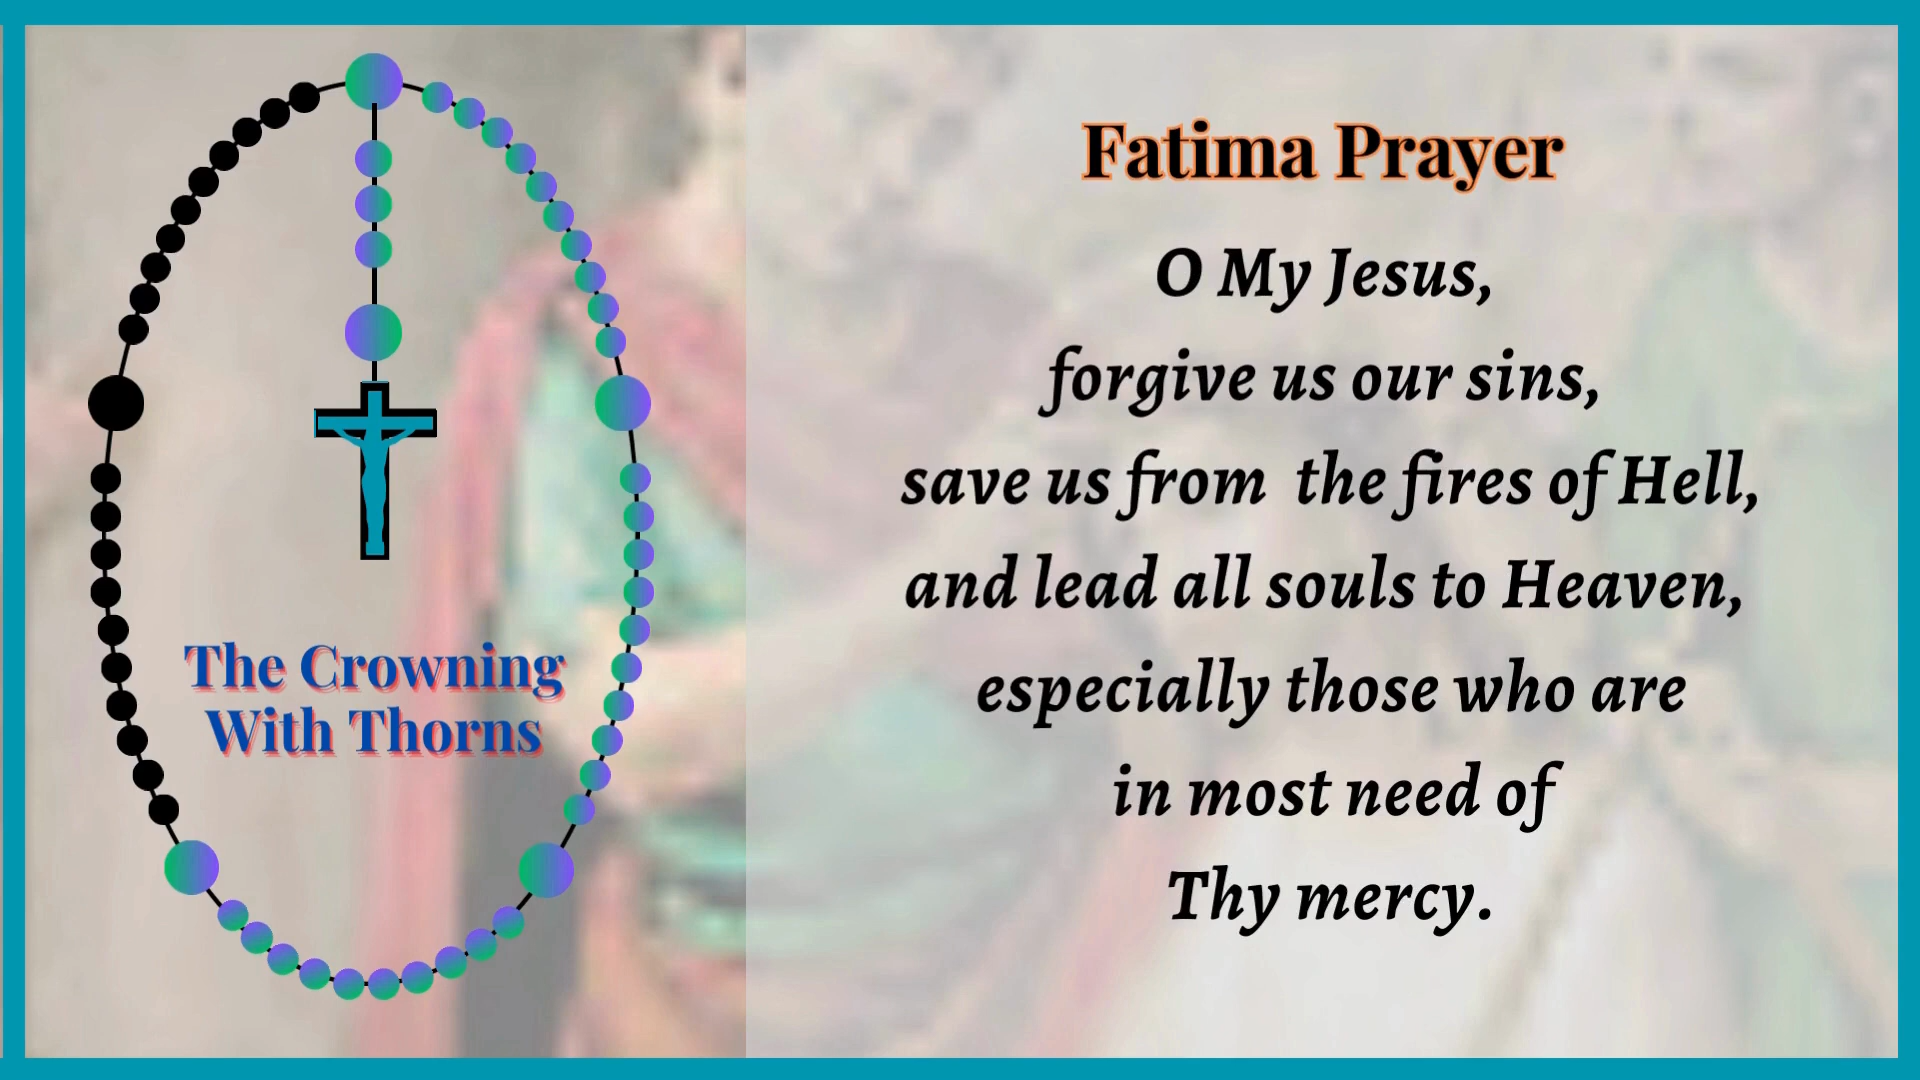 The Crowning
With Thorns
Fatima Prayer
O My Jesus,
forgive us our sins,
save us from the fires of Hell,
and lead all souls to Heaven,
especially those who are
in most need of
Thy mercy.